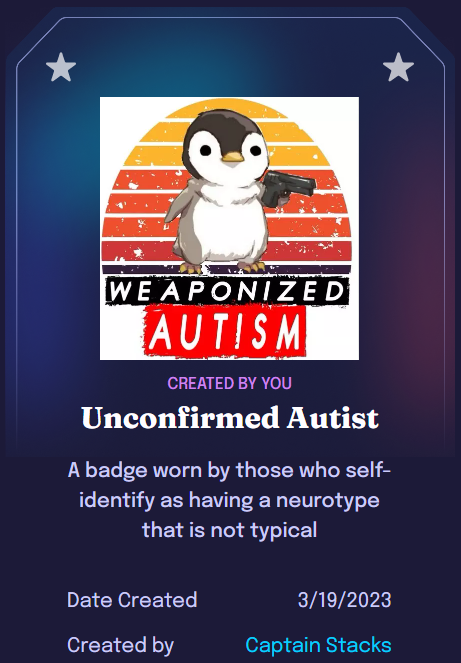 WEAPONIZED
AUTISM
CREATED BY YOU
Unconfirmed Autist
A badge worn by those who self-
identify as having a neurotype
that is not typical
Date Created 3/19/2023
Created by Captain Stacks